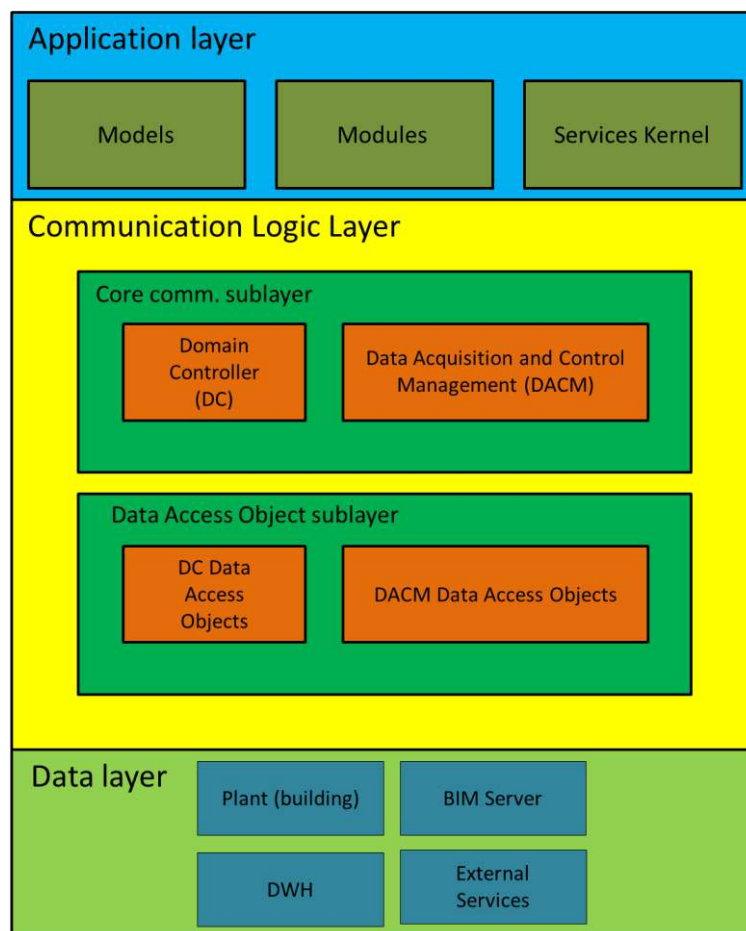 Application layer
Models
Modules
Services Kernel
Communication Logic Layer
Core comm. sublayer
Domain
Controller
(DC)
Data Acquisition and Control
Management (DACM)
Data Access Object sublayer
DC Data
Access
Objects
DACM Data Access Objects
Data layer
Plant (building)
BIM Server
DWH
External
Services